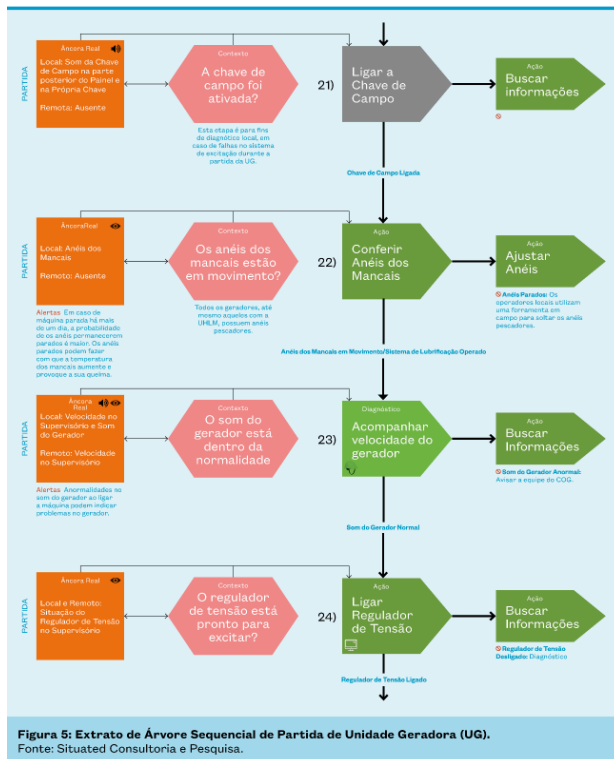 PARTIDA
Âncora Real
Local: Som da Chave
de Campo na parte
posterior do Painel e
na Própria Chave
Remoto: Ausente
Contexto
A chave de
campo foi
ativada?
Esta etapa é para fins
de diagnóstico local, em
caso de falhas no sistema
de excitação durante a
partida da UG.
21)
Ligar a
Chave de
Campo
Ação
Buscar
informações
Chave de Campo Ligada
PARTIDA
ÂncoraReal
Local: Anéis dos
Mancais
Remoto: Ausente
Alertas Em caso de
máquina parada há mais
de um dia, a probabilidade
de os anéis permanecerem
parados é maior. Os anéis
parados podem fazer
com que a temperatura
dos mancais aumente e
provoque a sua queima.
Contexto
Os anéis dos
mancais estão
em movimento?
Todos os geradores, até
mesmo aqueles com a
UHLM, possuem anéis
pescadores.
22)
Ação
Conferir
Anéis dos
Mancais
Ação
Ajustar
Anéis
Anéis Parados: Os
operadores locais utilizam
uma ferramenta em
campo para soltar os anéis
pescadores.
Anéis dos Mancais em Movimento/Sistema de Lubrificação Operado
PARTIDA
Âncora
Real
Local: Velocidade no
Supervisório e Som
do Gerador
Remoto: Velocidade
no Supervisório
Alertas Anormalidades no
som do gerador ao ligar
a máquina podem indicar
problemas no gerador.
Contexto
O som do
gerador está
dentro da
normalidade
23)
Diagnóstico
Acompanhar
velocidade do
gerador
Ação
Buscar
Informações
Som do Gerador Anormal:
Avisar a equipe do COG.
Som do Gerador Normal
PARTIDA
Âncora Real
Local e Remoto:
Situação do
Regulador de Tensão
no Supervisório
Contexto
O regulador
de tensão está
pronto para
excitar?
24)
Ação
Ligar
Regulador
de Tensão
Ação
Buscar
Informações
Regulador de Tensão
Desligado: Diagnóstico
Regulador de Tensão Ligado
Figura 5: Extrato de Árvore Sequencial de Partida de Unidade Geradora (UG).
Fonte: Situated Consultoria e Pesquisa.